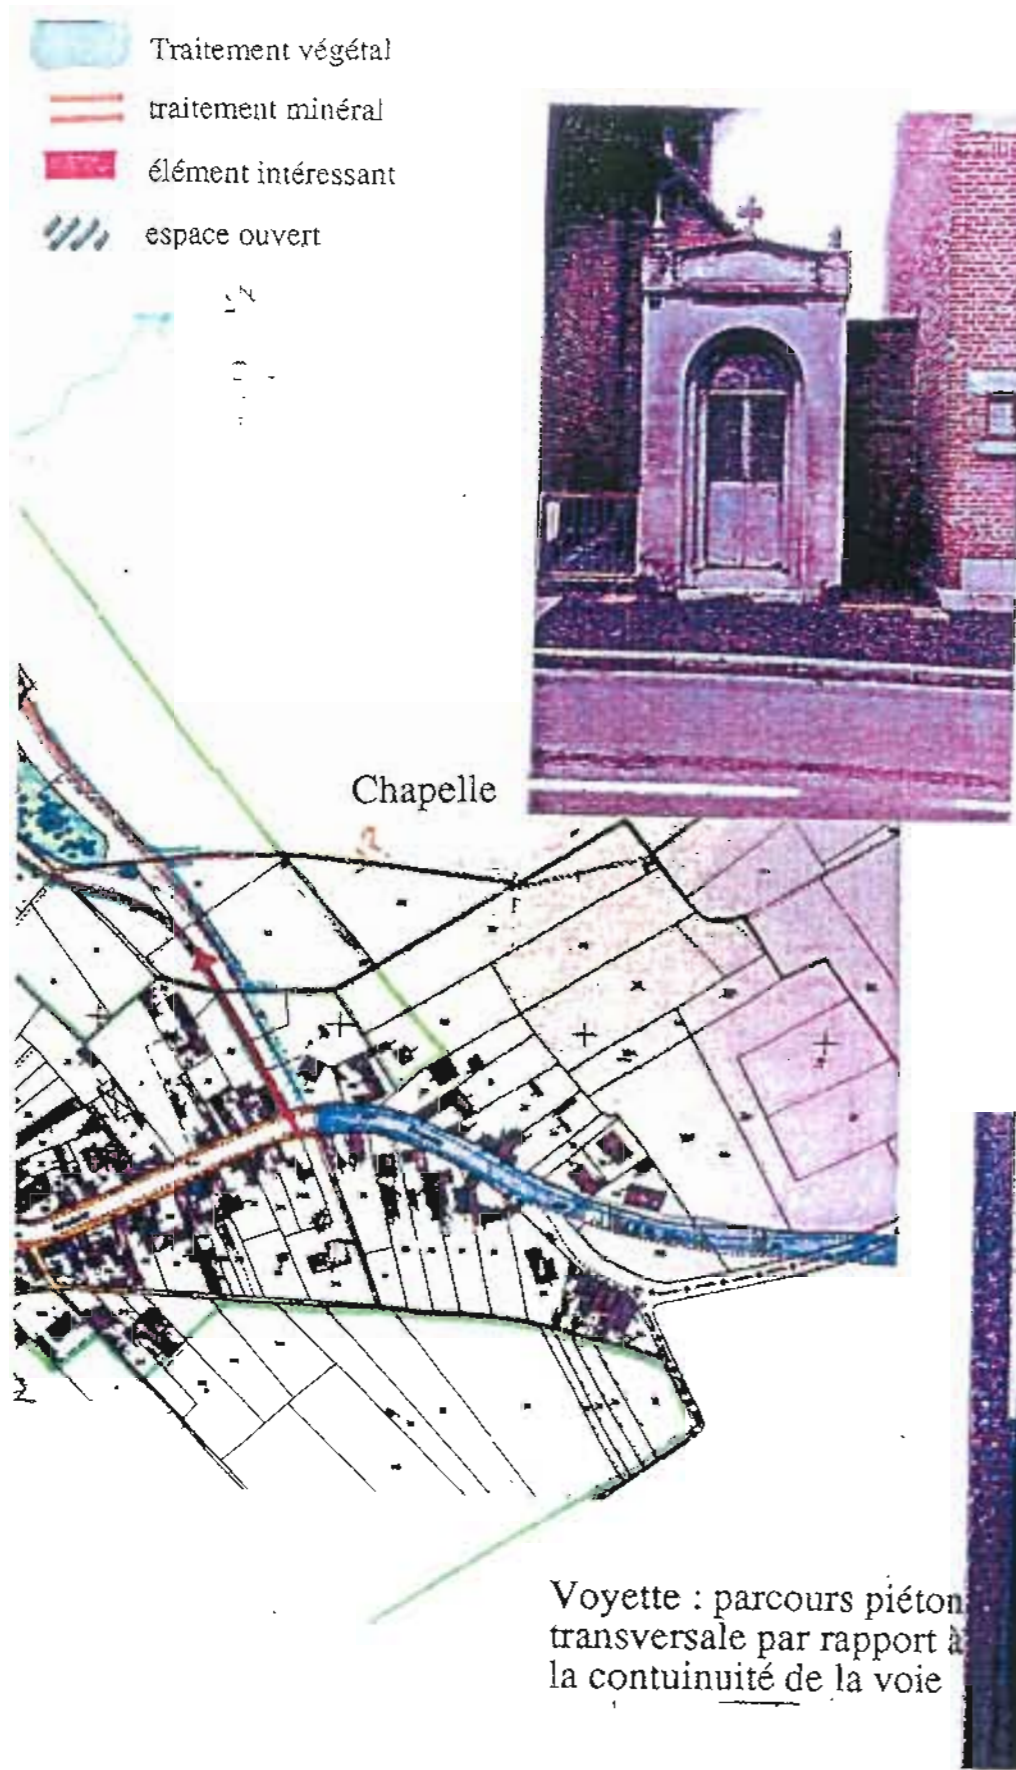 Traitement végétal
traitement minéral
élément intéressant
espace ouvert
Chapelle
Voyette : parcours piéton
transversale par rapport à
la contuinuité de la voie